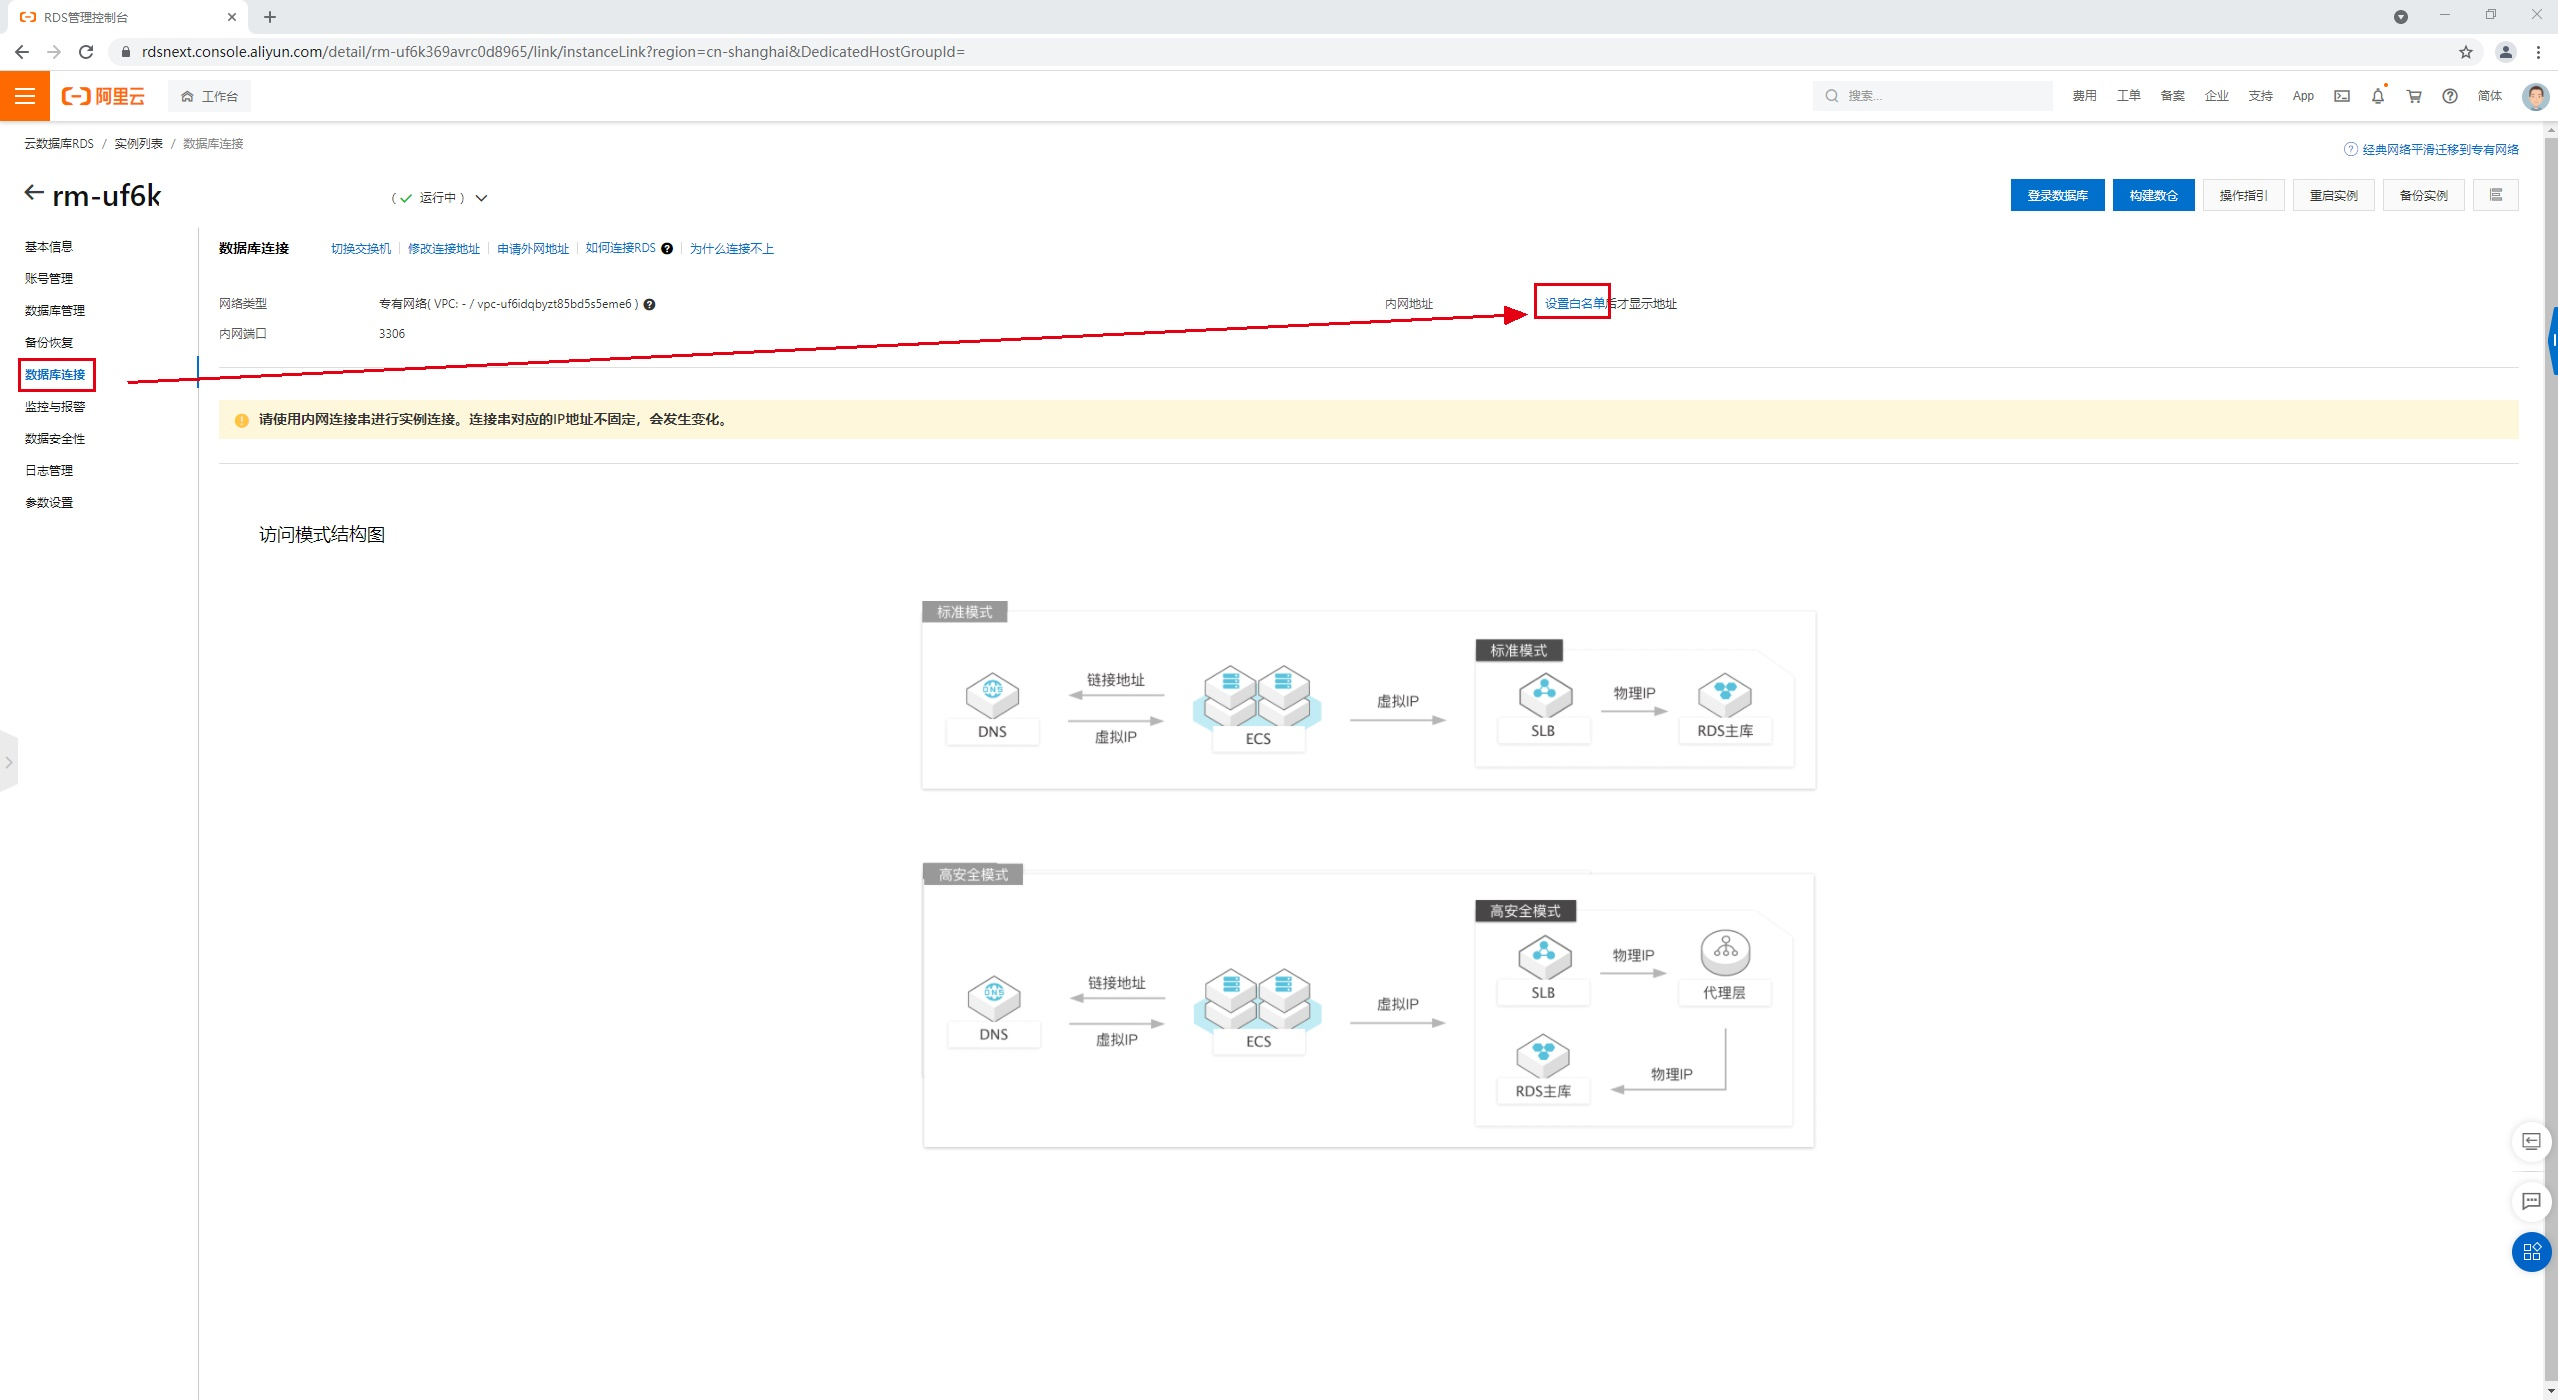 RDS管理控制台
rdsnext.console.aliyun.com/detail/rm-uf6k369avrc0d8965/link/instanceLink?region=cn-shanghai&DedicatedHostGroupId=
阿里云 工作台 搜索... 费用 工单 备案 企业 支持 App 简体
云数据库RDS / 实例列表 / 数据库连接
经典网络平滑迁移到专有网络
rm-uf6k (运行中)
登录数据库 构建数仓 操作指引 重启实例 备份实例
基本信息
账号管理
数据库管理
备份恢复
数据库连接
监控与报警
数据安全性
日志管理
参数设置
数据库连接 切换交换机 修改连接地址 申请外网地址 如何连接RDS 为什么连接不上
网络类型 专有网络( VPC: - / vpc-uf6idqbyzt85bd5s5eme6 ) 内网地址 设置白名单后才显示地址
内网端口 3306
请使用内网连接串进行实例连接。连接串对应的IP地址不固定，会发生变化。
访问模式结构图
标准模式
标准模式
链接地址
虚拟IP
物理IP
DNS
虚拟IP
ECS
SLB
RDS主库
高安全模式
高安全模式
DNS
链接地址
虚拟IP
ECS
虚拟IP
物理IP
SLB
代理层
物理IP
RDS主库